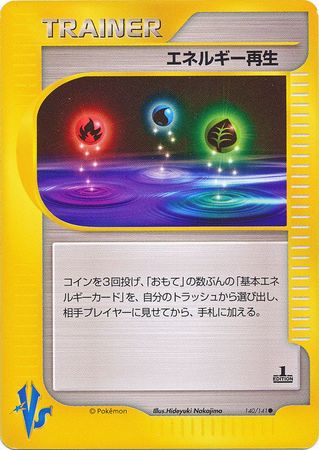 TRAINER
エネルギー再生
コインを3回投げ、「おもて」の数ぶんの「基本エネ
ルギーカード」を、自分のトラッシュから選び出し、
相手プレイヤーに見せてから、手札に加える。
1
EDITION
VS
© Pokémon Illus.Hideyuki Nakajima 140/141●